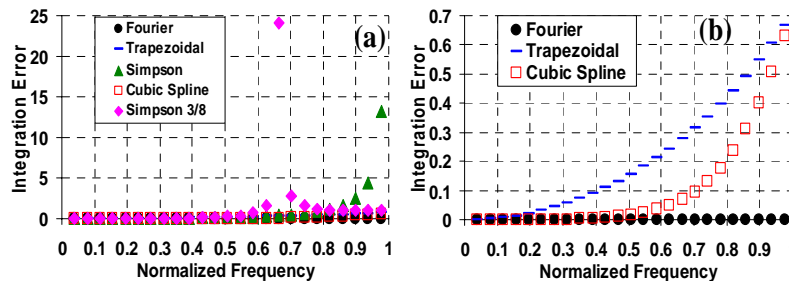 (a)
Integration Error
25
20
15
10
5
0
Fourier
Trapezoidal
Simpson
Cubic Spline
Simpson 3/8
0 0.1 0.2 0.3 0.4 0.5 0.6 0.7 0.8 0.9 1
Normalized Frequency
(b)
Integration Error
0.7
0.6
0.5
0.4
0.3
0.2
0.1
0
Fourier
Trapezoidal
Cubic Spline
0 0.1 0.2 0.3 0.4 0.5 0.6 0.7 0.8 0.9
Normalized Frequency